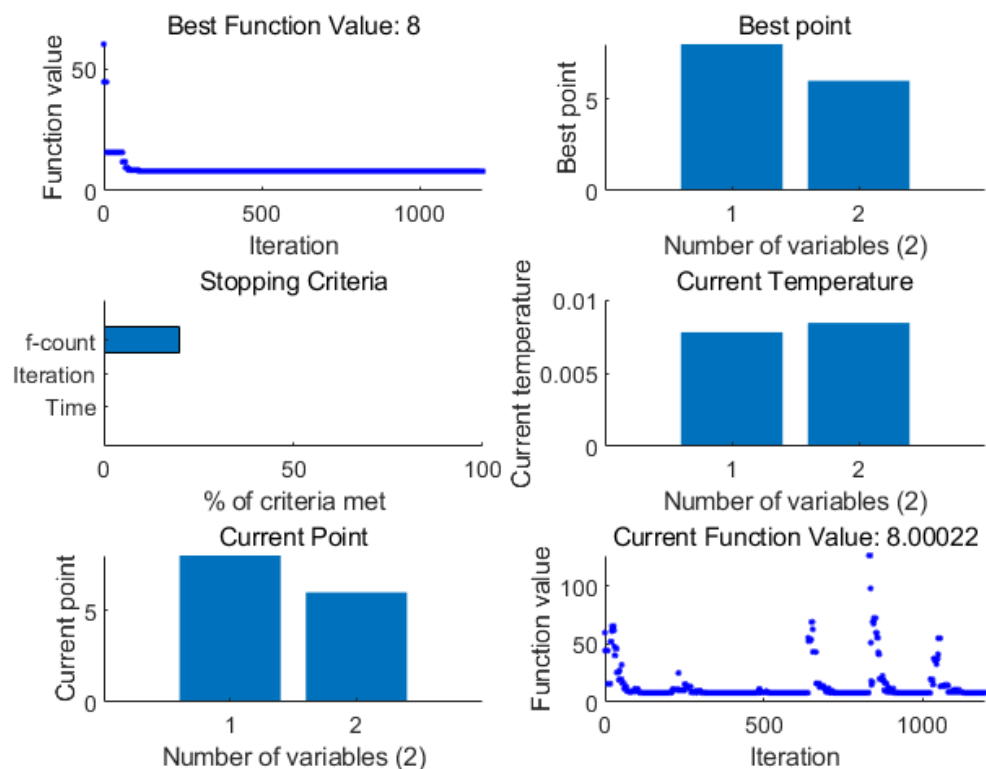 Best Function Value: 8
Function value
50
0
0
500
1000
Iteration
Best point
Best point
5
0
1
2
Number of variables (2)
Stopping Criteria
f-count
Iteration
Time
0
50
100
% of criteria met
Current Temperature
Current temperature
0.01
0.005
0
1
2
Number of variables (2)
Current Point
Current point
5
0
1
2
Number of variables (2)
Current Function Value: 8.00022
Function value
100
50
0
0
500
1000
Iteration